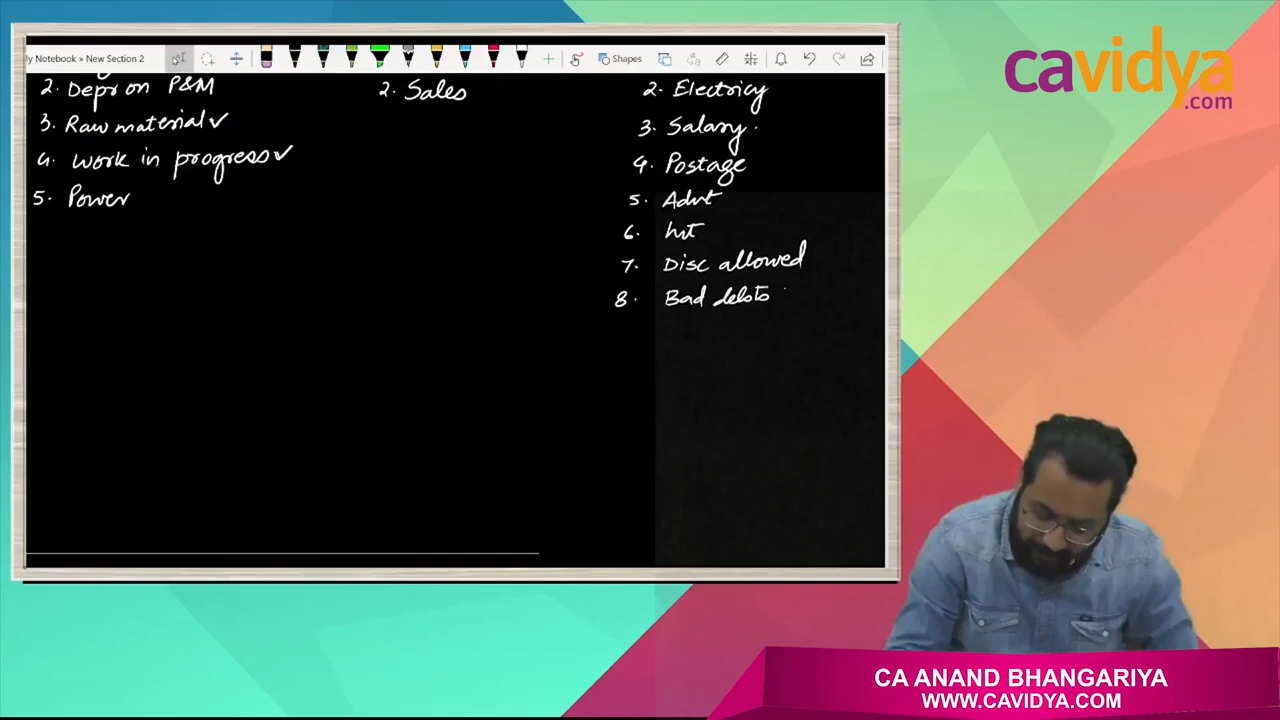 cavidya
.com
My Notebook » New Section 2
Shapes
2. Depr on P&M
3. Raw material ✓
4. Work in progress ✓
5. Power
2. Sales
2. Electricy
3. Salary
4. Postage
5. Advt
6. Int
7. Disc allowed
8. Bad debts
CA ANAND BHANGARIYA
WWW.CAVIDYA.COM